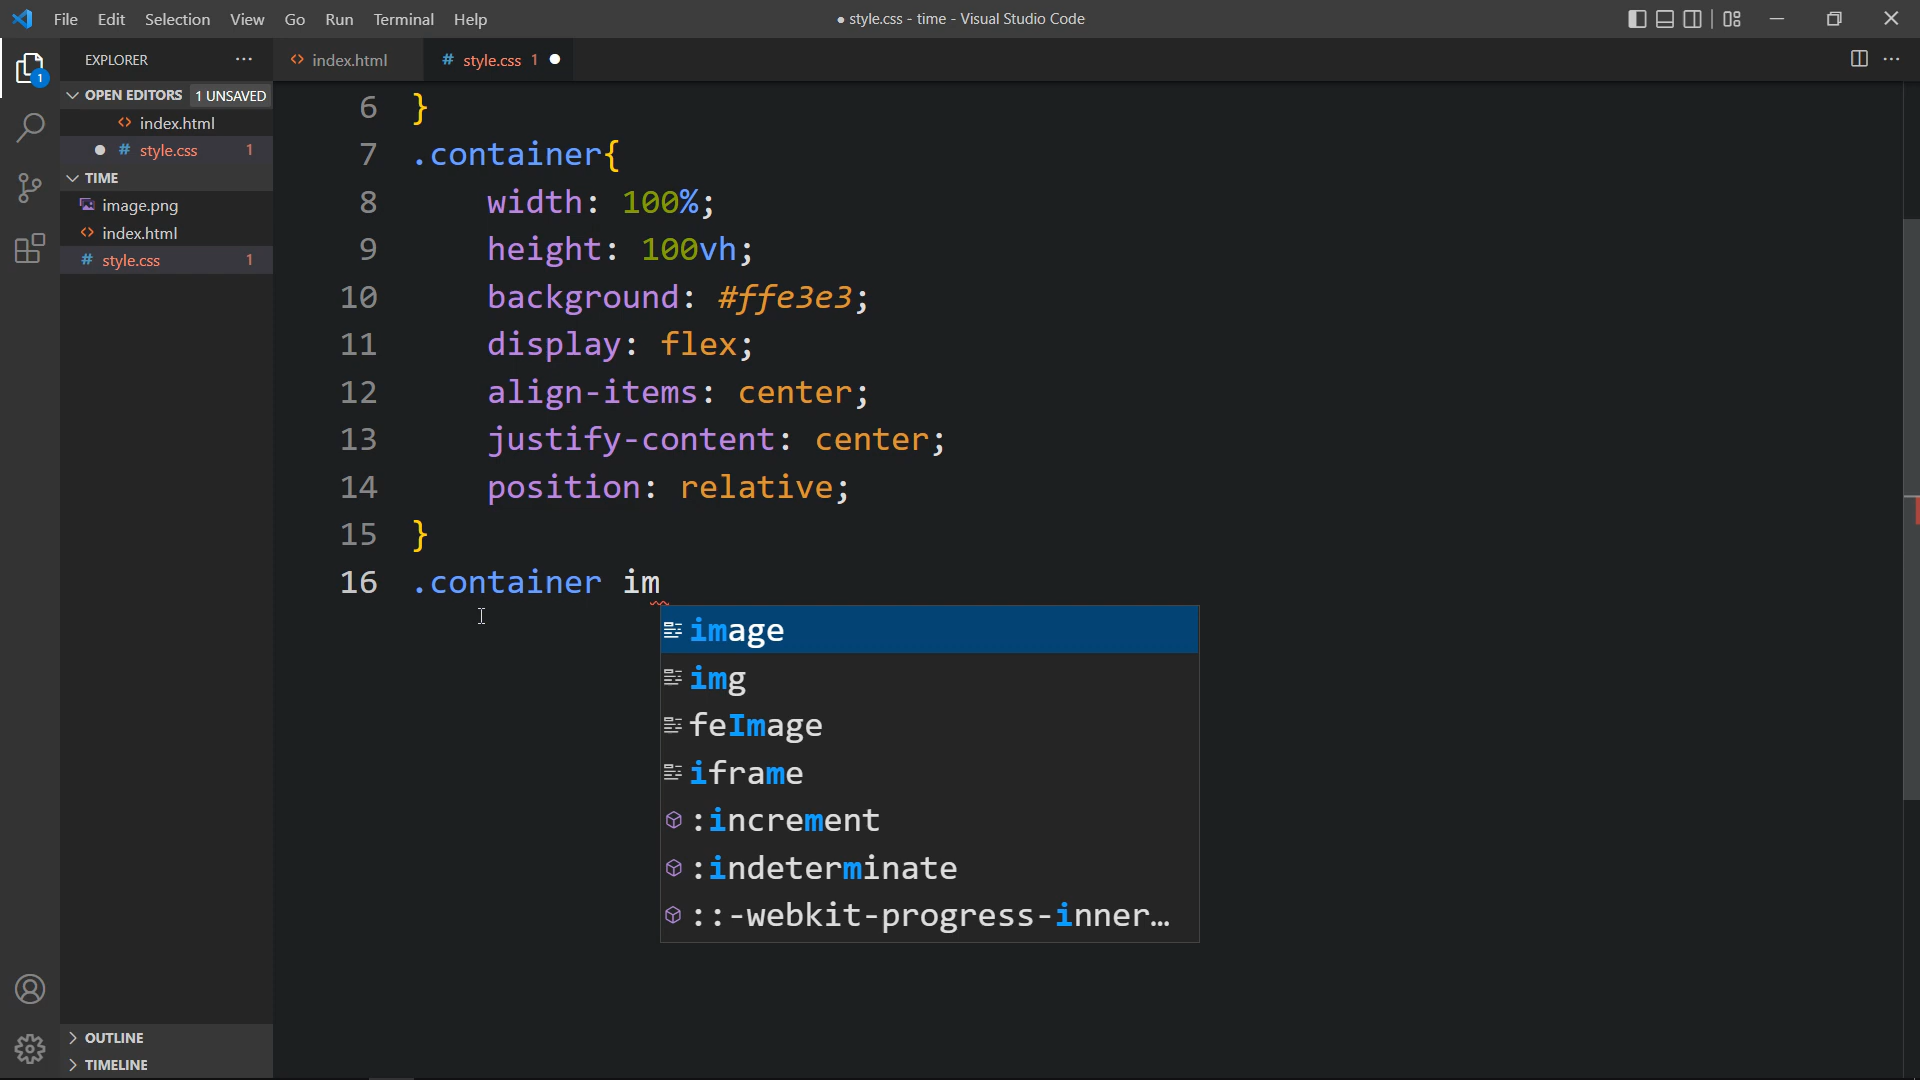 File Edit Selection View Go Run Terminal Help
● style.css - time - Visual Studio Code
EXPLORER ···
<> index.html
# style.css 1 ●
OPEN EDITORS 1 UNSAVED
<> index.html
● # style.css 1
TIME
image.png
<> index.html
# style.css 1
1
6 }
7 .container{
8 width: 100%;
9 height: 100vh;
10 background: #ffe3e3;
11 display: flex;
12 align-items: center;
13 justify-content: center;
14 position: relative;
15 }
16 .container im
image
img
feImage
iframe
:increment
:indeterminate
::-webkit-progress-inner…
OUTLINE
TIMELINE